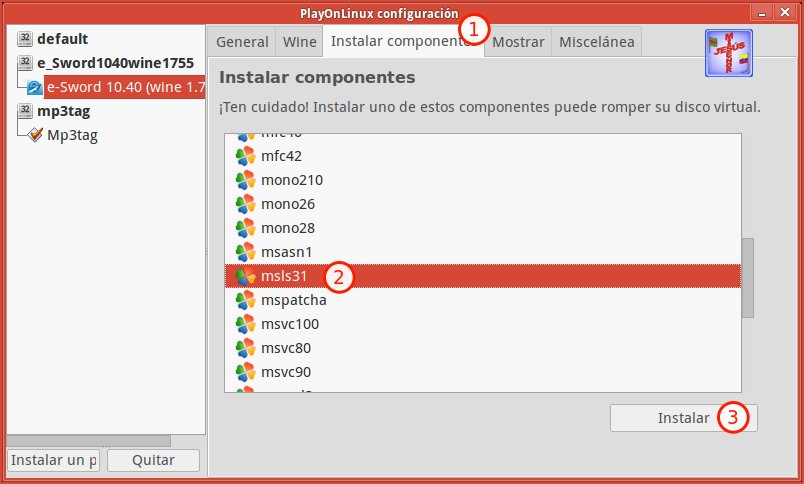 PlayOnLinux configuración
32 default
32 e_Sword1040wine1755
e-Sword 10.40 (wine 1.7
32 mp3tag
Mp3tag
Instalar un p
Quitar
General Wine Instalar component 1 Mostrar Miscelánea
JESÚS
Instalar componentes
¡Ten cuidado! Instalar uno de estos componentes puede romper su disco virtual.
mfc42
mono210
mono26
mono28
msasn1
msls31 2
mspatcha
msvc100
msvc80
msvc90
Instalar 3